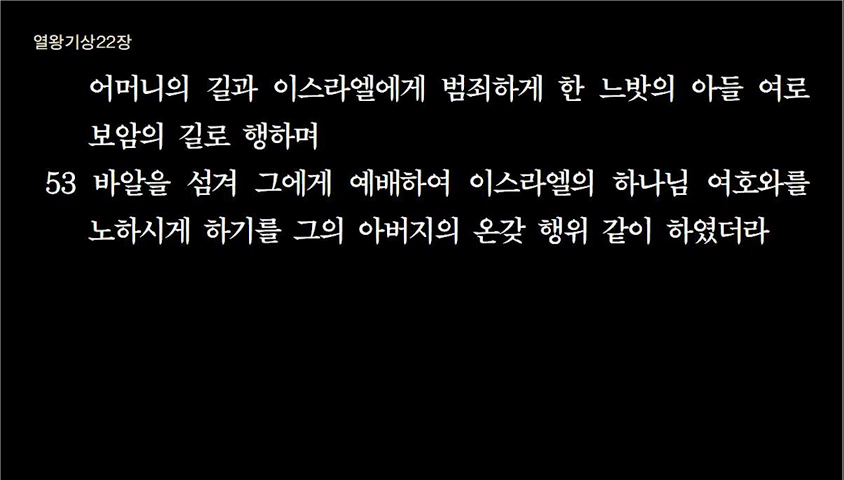 열왕기상22장
어머니의 길과 이스라엘에게 범죄하게 한 느밧의 아들 여로
보암의 길로 행하며
53 바알을 섬겨 그에게 예배하여 이스라엘의 하나님 여호와를
노하시게 하기를 그의 아버지의 온갖 행위 같이 하였더라